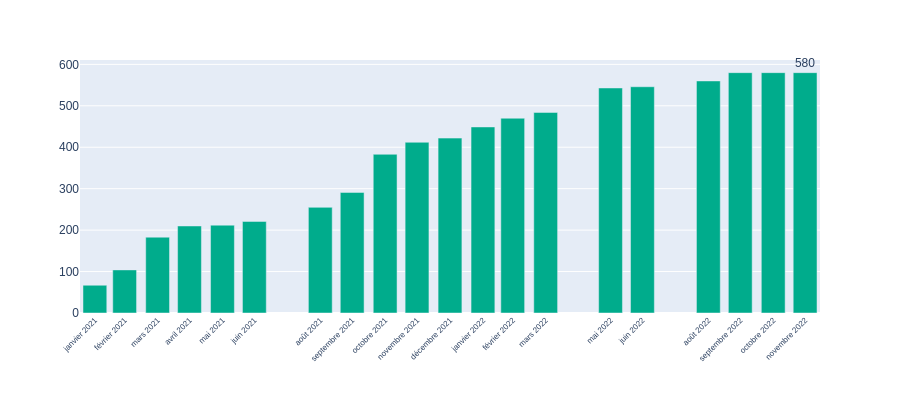 580
600
500
400
300
200
100
0
janvier 2021
février 2021
mars 2021
avril 2021
mai 2021
juin 2021
août 2021
septembre 2021
octobre 2021
novembre 2021
décembre 2021
janvier 2022
février 2022
mars 2022
mai 2022
juin 2022
août 2022
septembre 2022
octobre 2022
novembre 2022